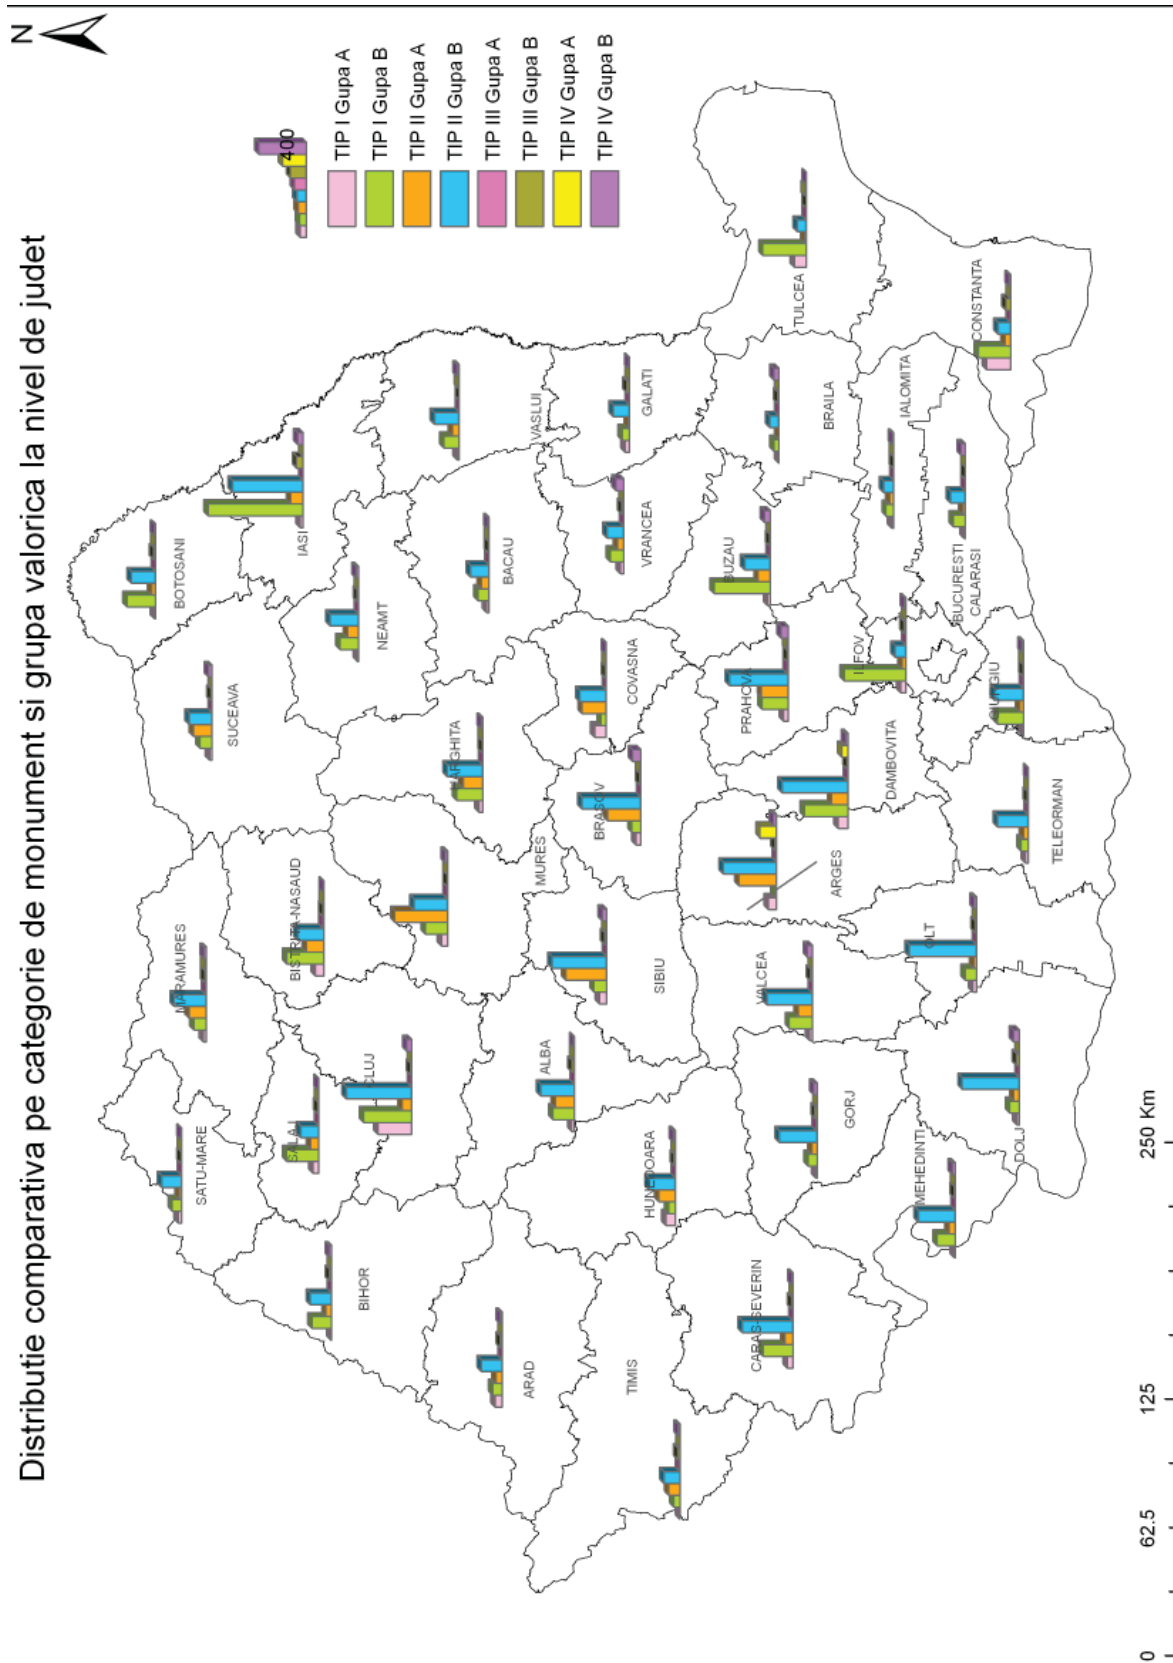 Distributie comparativa pe categorie de monument si grupa valorica la nivel de judet
N
400
TIP I Gupa A
TIP I Gupa B
TIP II Gupa A
TIP II Gupa B
TIP III Gupa A
TIP III Gupa B
TIP IV Gupa A
TIP IV Gupa B
SATU-MARE
MARAMURES
SUCEAVA
BOTOSANI
SALAJ
BISTRITA-NASAUD
IASI
BIHOR
CLUJ
NEAMT
HARGHITA
BACAU
VASLUI
ARAD
ALBA
MURES
COVASNA
VRANCEA
GALATI
TIMIS
HUNEDOARA
SIBIU
BRASOV
BUZAU
TULCEA
CARAS-SEVERIN
VALCEA
PRAHOVA
BRAILA
GORJ
ARGES
DAMBOVITA
ILFOV
IALOMITA
MEHEDINTI
OLT
BUCURESTI
CALARASI
CONSTANTA
DOLJ
TELEORMAN
GIURGIU
0 62.5 125 250 Km